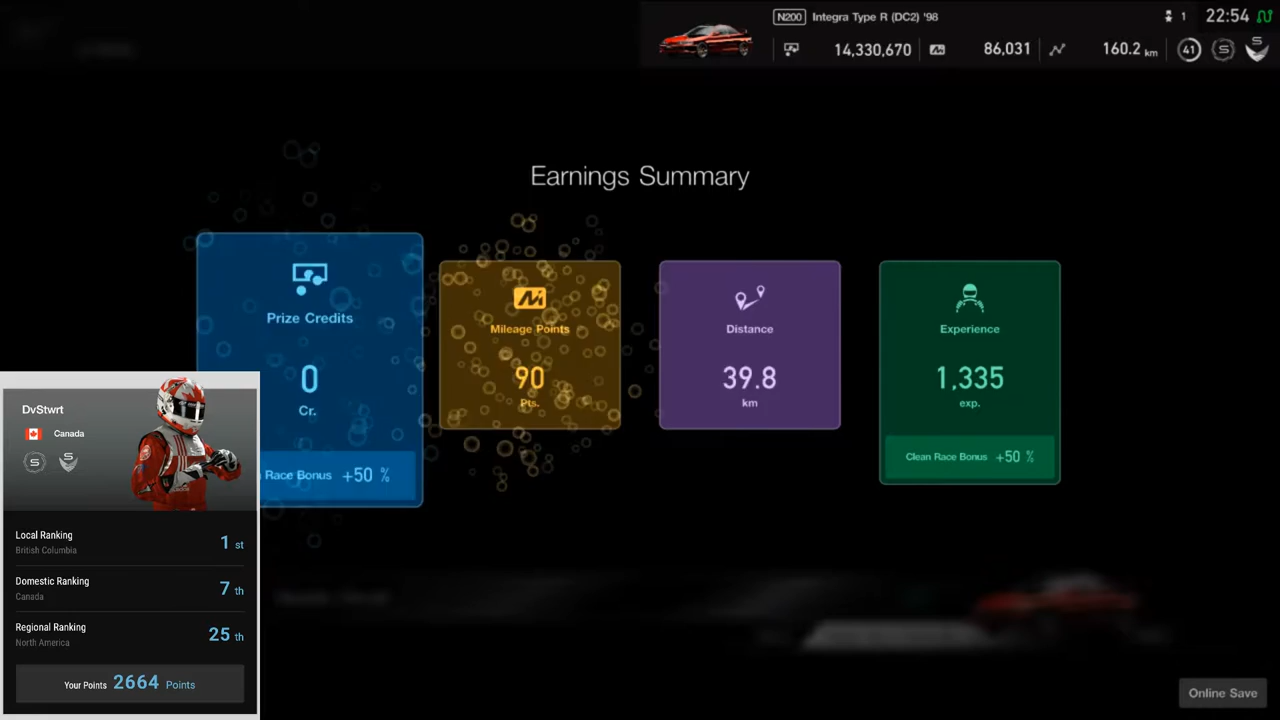 N200 Integra Type R (DC2) '98
1 22:54
14,330,670 86,031 160.2 km 41 S S
Earnings Summary
Prize Credits
0
Cr.
Race Bonus +50 %
Mileage Points
90
Pts.
Distance
39.8
km
Experience
1,335
exp.
Clean Race Bonus +50 %
DvStwrt
Canada
S S
Local Ranking
British Columbia
1 st
Domestic Ranking
Canada
7 th
Regional Ranking
North America
25 th
Your Points 2664 Points
Online Save